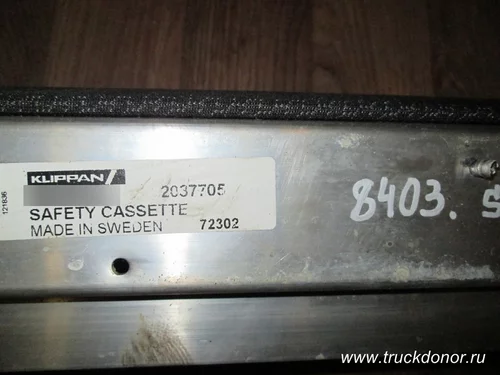 KLIPPAN
2037705
SAFETY CASSETTE
MADE IN SWEDEN 72302
121836
8403. S
www.truckdonor.ru